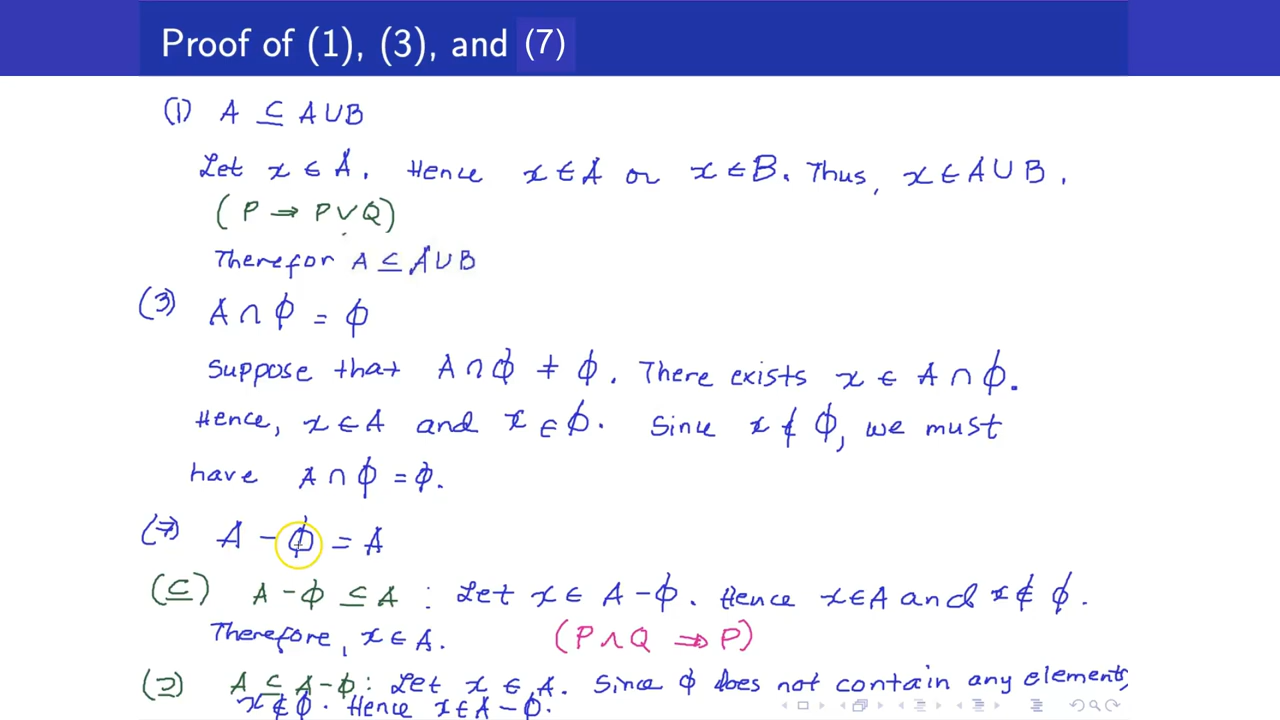 Proof of (1), (3), and (7)
(1) A ⊆ A∪B
Let x ∈ A. Hence x ∈ A or x ∈ B. Thus, x ∈ A∪B.
(P ⇒ P∨Q)
Therefor A ⊆ A∪B
(3) A ∩ ϕ = ϕ
Suppose that A ∩ ϕ ≠ ϕ. There exists x ∈ A ∩ ϕ.
Hence, x ∈ A and x ∈ ϕ. Since x ∉ ϕ, we must
have A ∩ ϕ = ϕ.
(7) A − ϕ = A
(⊆) A − ϕ ⊆ A : Let x ∈ A − ϕ. Hence x ∈ A and x ∉ ϕ.
Therefore, x ∈ A. (P ∧ Q ⇒ P)
(⊇) A ⊆ A − ϕ : Let x ∈ A. Since ϕ does not contain any elements,
x ∉ ϕ. Hence x ∈ A − ϕ.